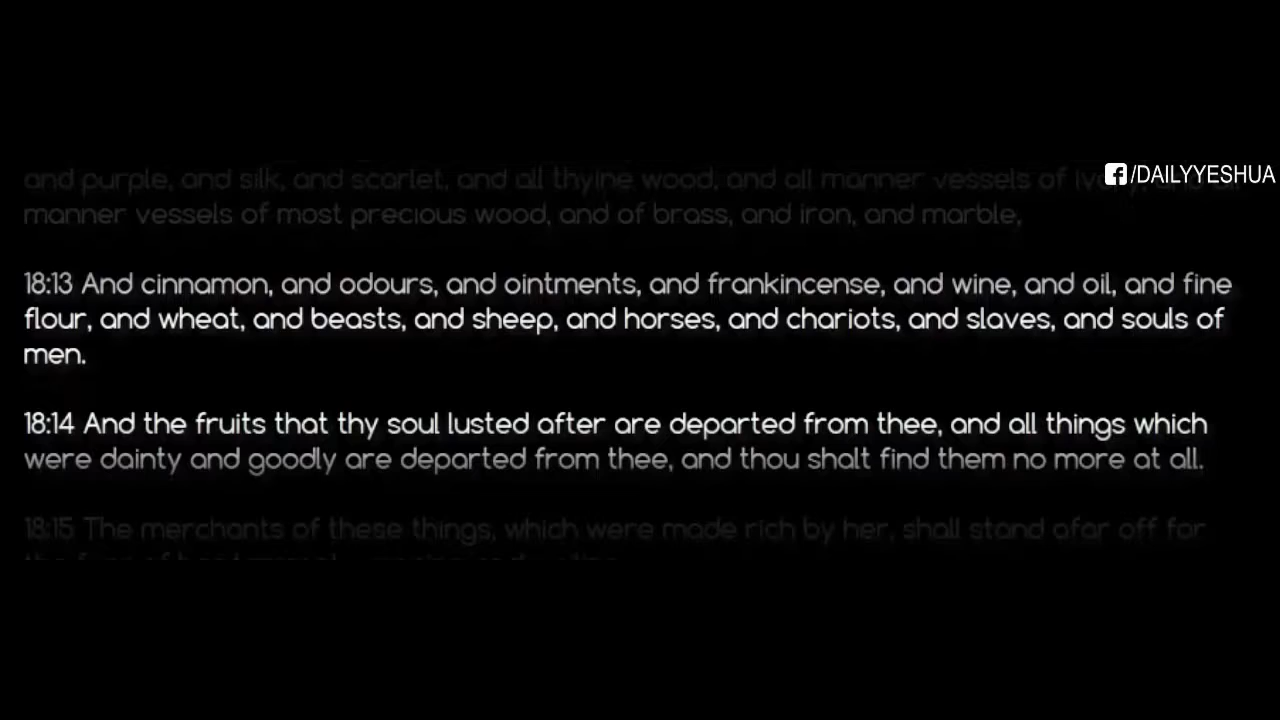 and purple, and silk, and scarlet, and all thyine wood, and all manner vessels of
/DAILYYESHUA
manner vessels of most precious wood, and of brass, and iron, and marble,
18:13 And cinnamon, and odours, and ointments, and frankincense, and wine, and oil, and fine
flour, and wheat, and beasts, and sheep, and horses, and chariots, and slaves, and souls of
men.
18:14 And the fruits that thy soul lusted after are departed from thee, and all things which
were dainty and goodly are departed from thee, and thou shalt find them no more at all.
18:15 The merchants of these things, which were made rich by her, shall stand afar off for